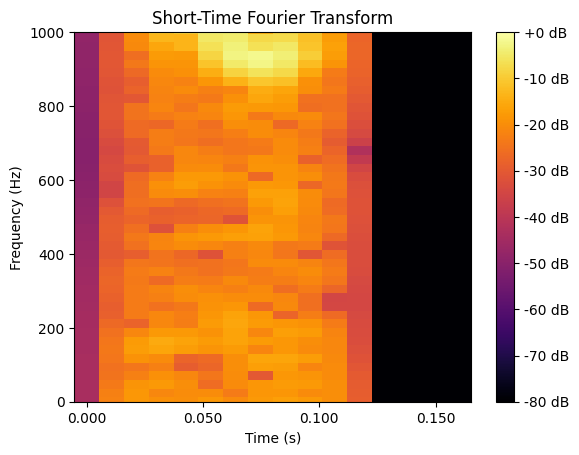 Short-Time Fourier Transform
1000
800
600
400
200
0
Frequency (Hz)
0.000
0.050
0.100
0.150
Time (s)
+0 dB
-10 dB
-20 dB
-30 dB
-40 dB
-50 dB
-60 dB
-70 dB
-80 dB